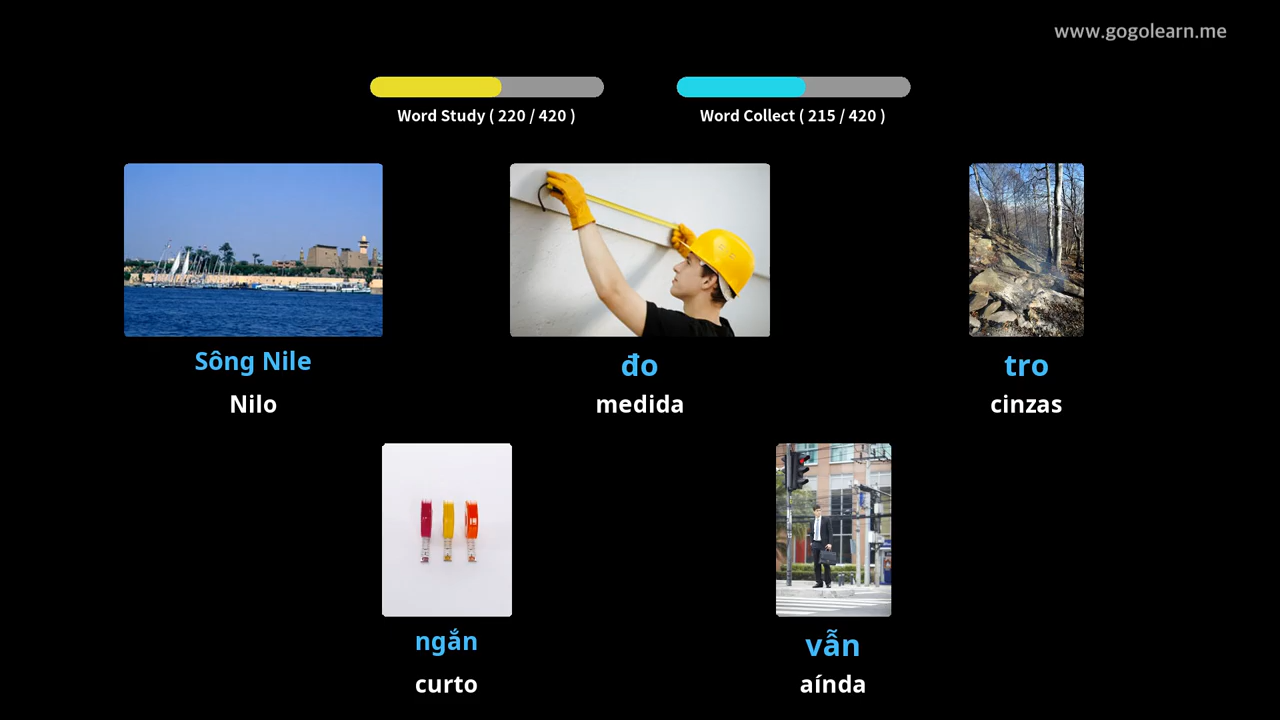 www.gogolearn.me
Word Study ( 220 / 420 )
Word Collect ( 215 / 420 )
Sông Nile
Nilo
đo
medida
tro
cinzas
ngắn
curto
vẫn
aínda